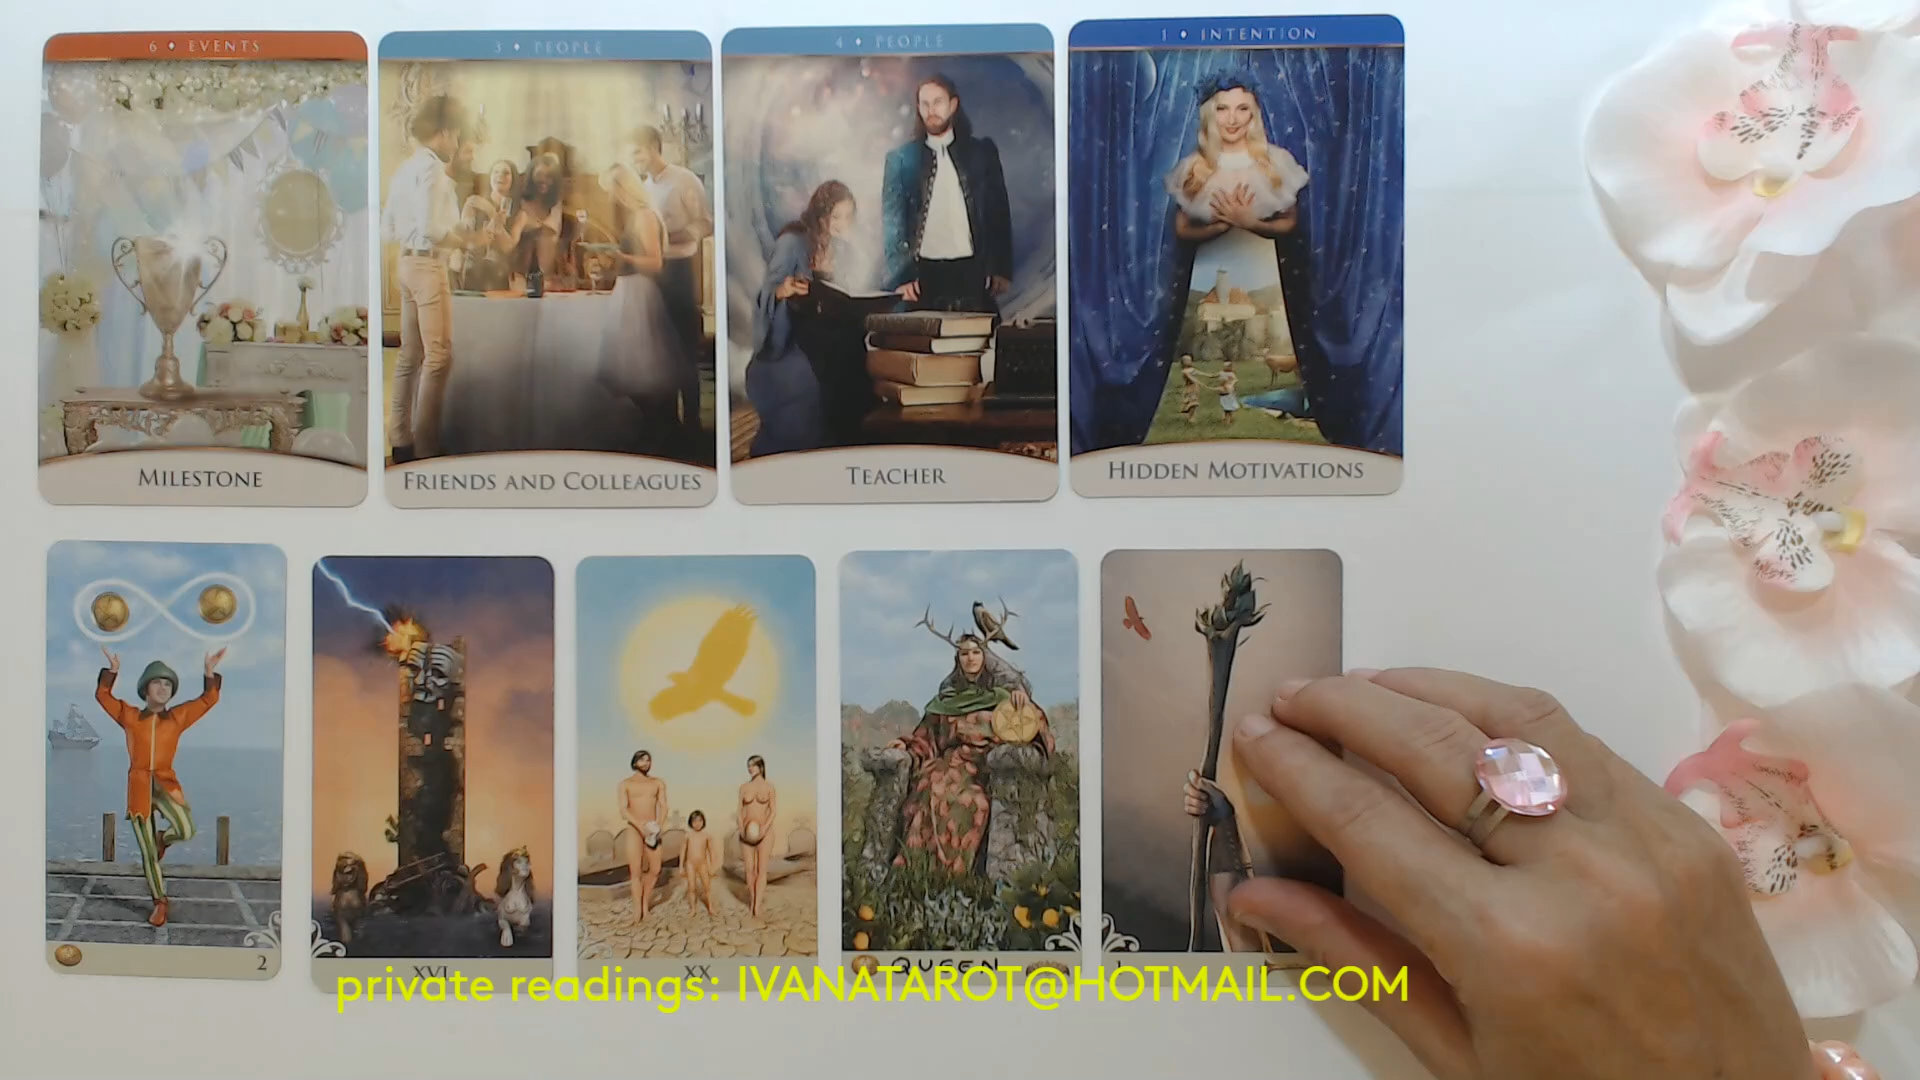 6 ♦ EVENTS
3 ♦ PEOPLE
4 ♦ PEOPLE
1 ♦ INTENTION
MILESTONE
FRIENDS AND COLLEAGUES
TEACHER
HIDDEN MOTIVATIONS
2
XVI
XX
QUEEN
1
private readings: IVANATAROT@HOTMAIL.COM